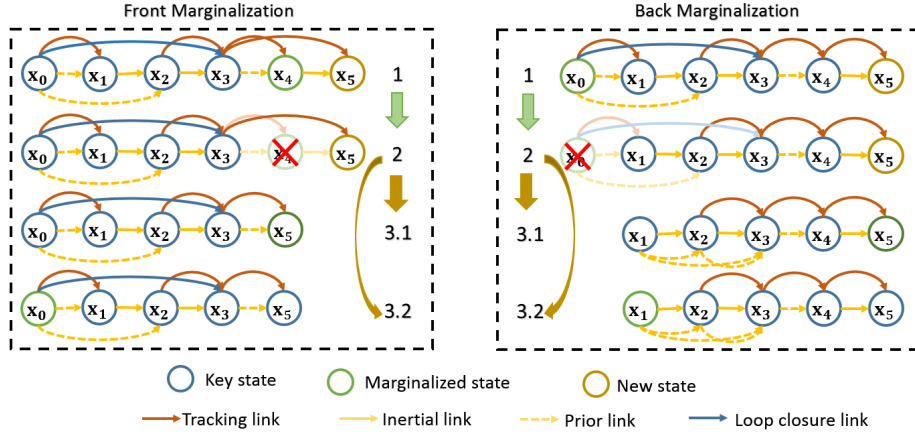 Front Marginalization
x0 x1 x2 x3 x4 x5 1
x0 x1 x2 x3 x4 x5 2
x0 x1 x2 x3 x5 3.1
x0 x1 x2 x3 x5 3.2
Back Marginalization
1 x0 x1 x2 x3 x4 x5
2 x0 x1 x2 x3 x4 x5
3.1 x1 x2 x3 x4 x5
3.2 x1 x2 x3 x4 x5
Key state Marginalized state New state
Tracking link Inertial link Prior link Loop closure link